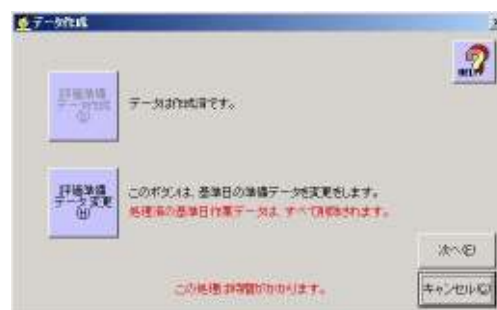 データ作成
HELP
評価準備
データ作成
データは作成済です。
評価準備
データ変更
(H)
このボタンは、基準日の準備データを変更をします。
処理済の基準日作業データは、すべて削除されます。
次へ(E)
この処理は時間がかかります。
キャンセル(C)